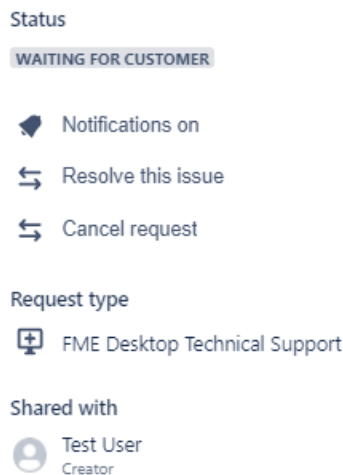 Status
WAITING FOR CUSTOMER
Notifications on
Resolve this issue
Cancel request
Request type
FME Desktop Technical Support
Shared with
Test User
Creator